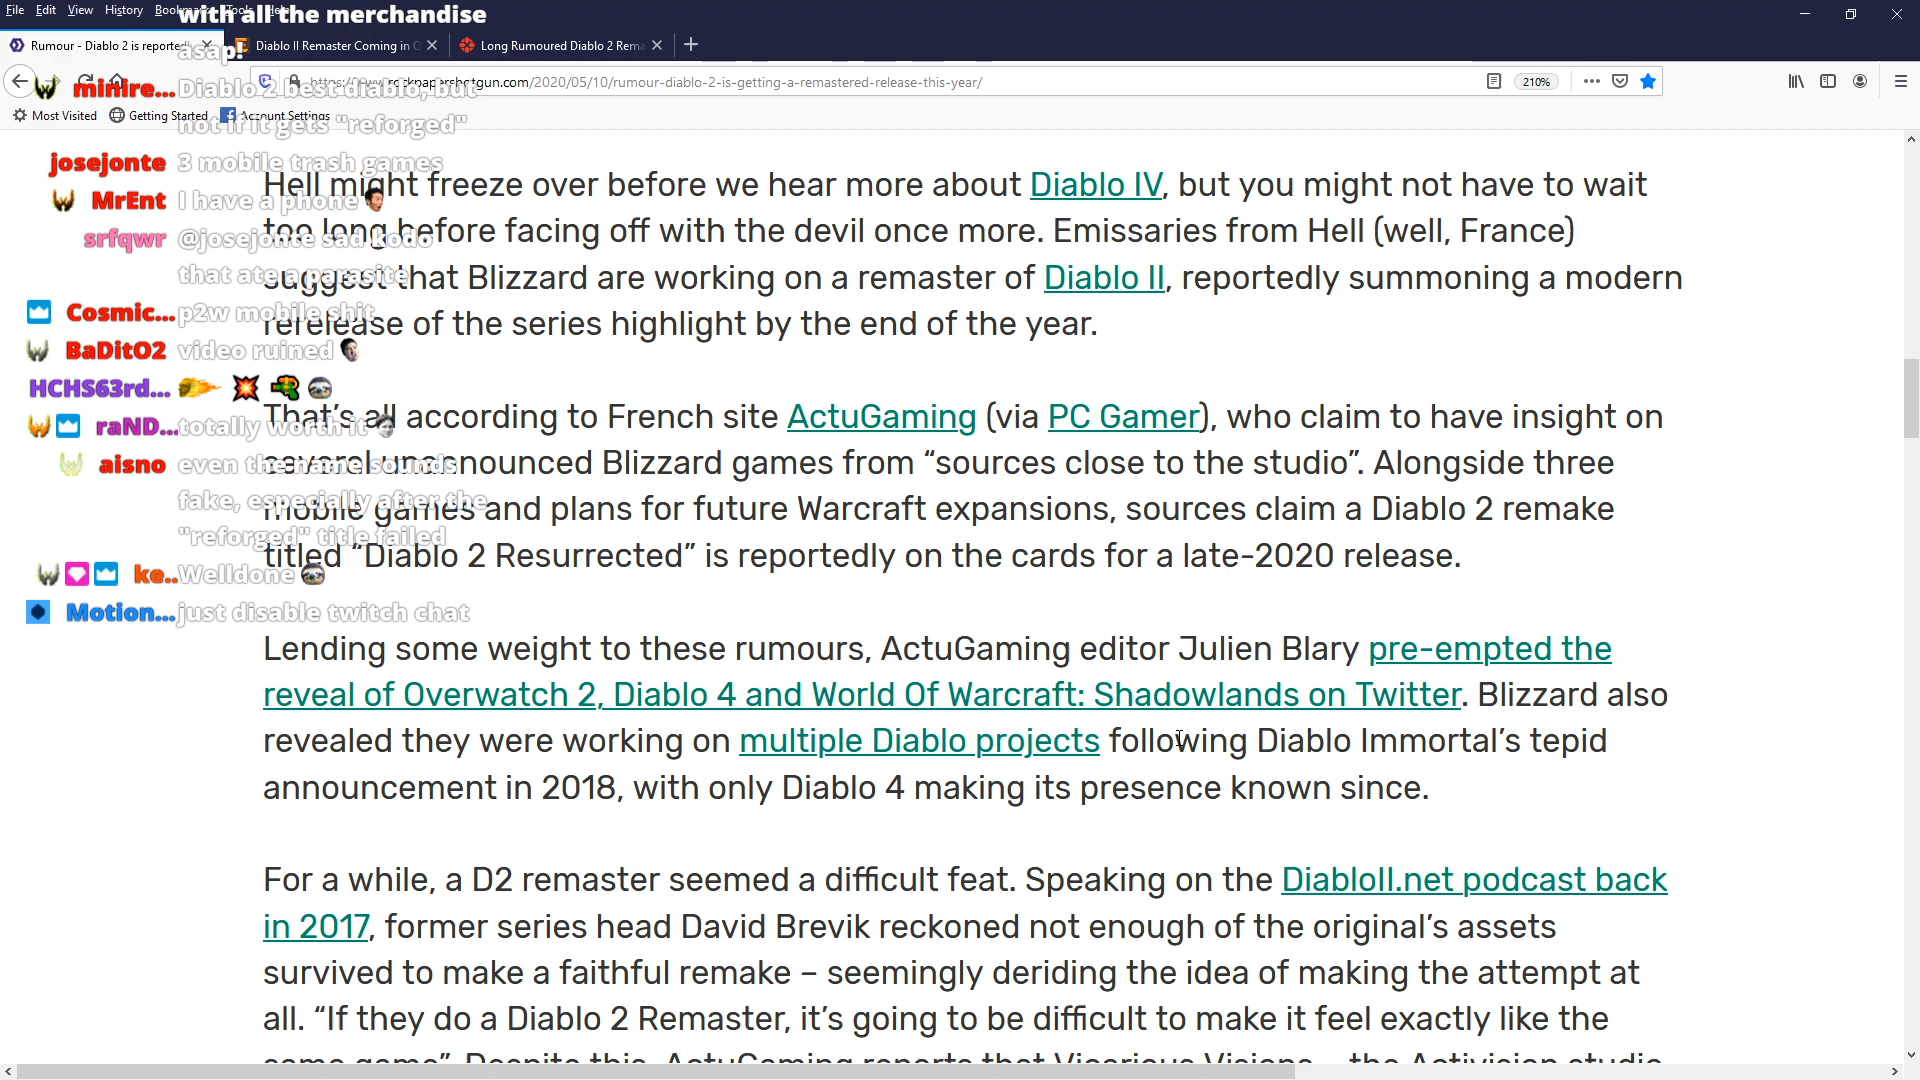 File Edit View History Bookmarks Tools Help
with all the merchandise
asap!
Rumour - Diablo 2 is reported
Diablo II Remaster Coming in
Long Rumoured Diablo 2 Rema
rockpapershotgun.com/2020/05/10/rumour-diablo-2-is-getting-a-remastered-release-this-year/
210%
minire... Diablo 2 best diablo, but
not if it gets "reforged"
Most Visited Getting Started Account Settings
josejonte 3 mobile trash games
MrEnt I have a phone
srfqwr @josejonte sad kodo
that ate a parasite
Cosmic... p2w mobile shit
BaDitO2 video ruined
HCHS63rd...
raND... totally worth it
aisno even the name sounds
fake, especially after the
"reforged" title failed
ke.. Welldone
Motion... just disable twitch chat
Hell might freeze over before we hear more about Diablo IV, but you might not have to wait
too long before facing off with the devil once more. Emissaries from Hell (well, France)
suggest that Blizzard are working on a remaster of Diablo II, reportedly summoning a modern
rerelease of the series highlight by the end of the year.
That's all according to French site ActuGaming (via PC Gamer), who claim to have insight on
several unannounced Blizzard games from “sources close to the studio”. Alongside three
mobile games and plans for future Warcraft expansions, sources claim a Diablo 2 remake
titled “Diablo 2 Resurrected” is reportedly on the cards for a late-2020 release.
Lending some weight to these rumours, ActuGaming editor Julien Blary pre-empted the
reveal of Overwatch 2, Diablo 4 and World Of Warcraft: Shadowlands on Twitter. Blizzard also
revealed they were working on multiple Diablo projects following Diablo Immortal’s tepid
announcement in 2018, with only Diablo 4 making its presence known since.
For a while, a D2 remaster seemed a difficult feat. Speaking on the DiabloII.net podcast back
in 2017, former series head David Brevik reckoned not enough of the original’s assets
survived to make a faithful remake – seemingly deriding the idea of making the attempt at
all. “If they do a Diablo 2 Remaster, it’s going to be difficult to make it feel exactly like the
same game”. Despite this, ActuGaming reports that Vicarious Visions – the Activision studio